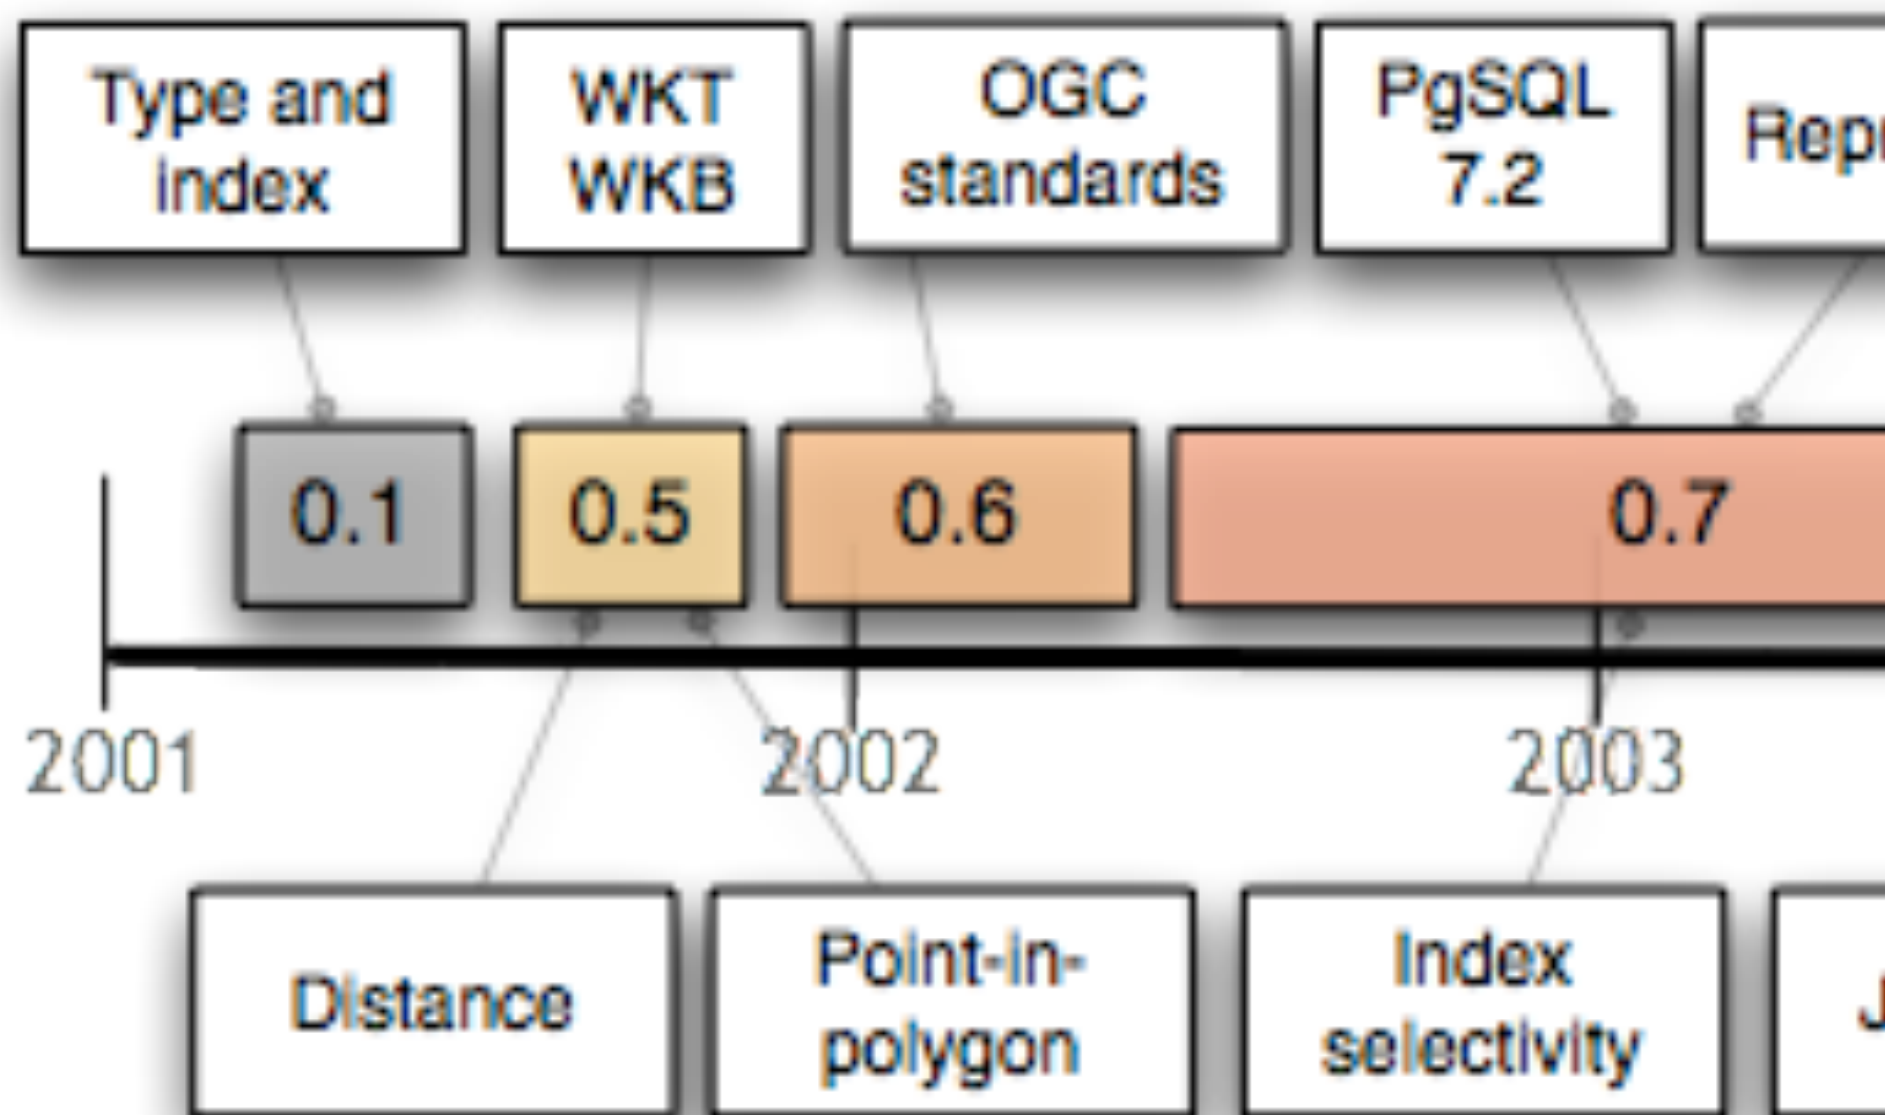 Type and
index
WKT
WKB
OGC
standards
PgSQL
7.2
0.1
0.5
0.6
0.7
2001
2002
2003
Distance
Point-in-
polygon
Index
selectivity